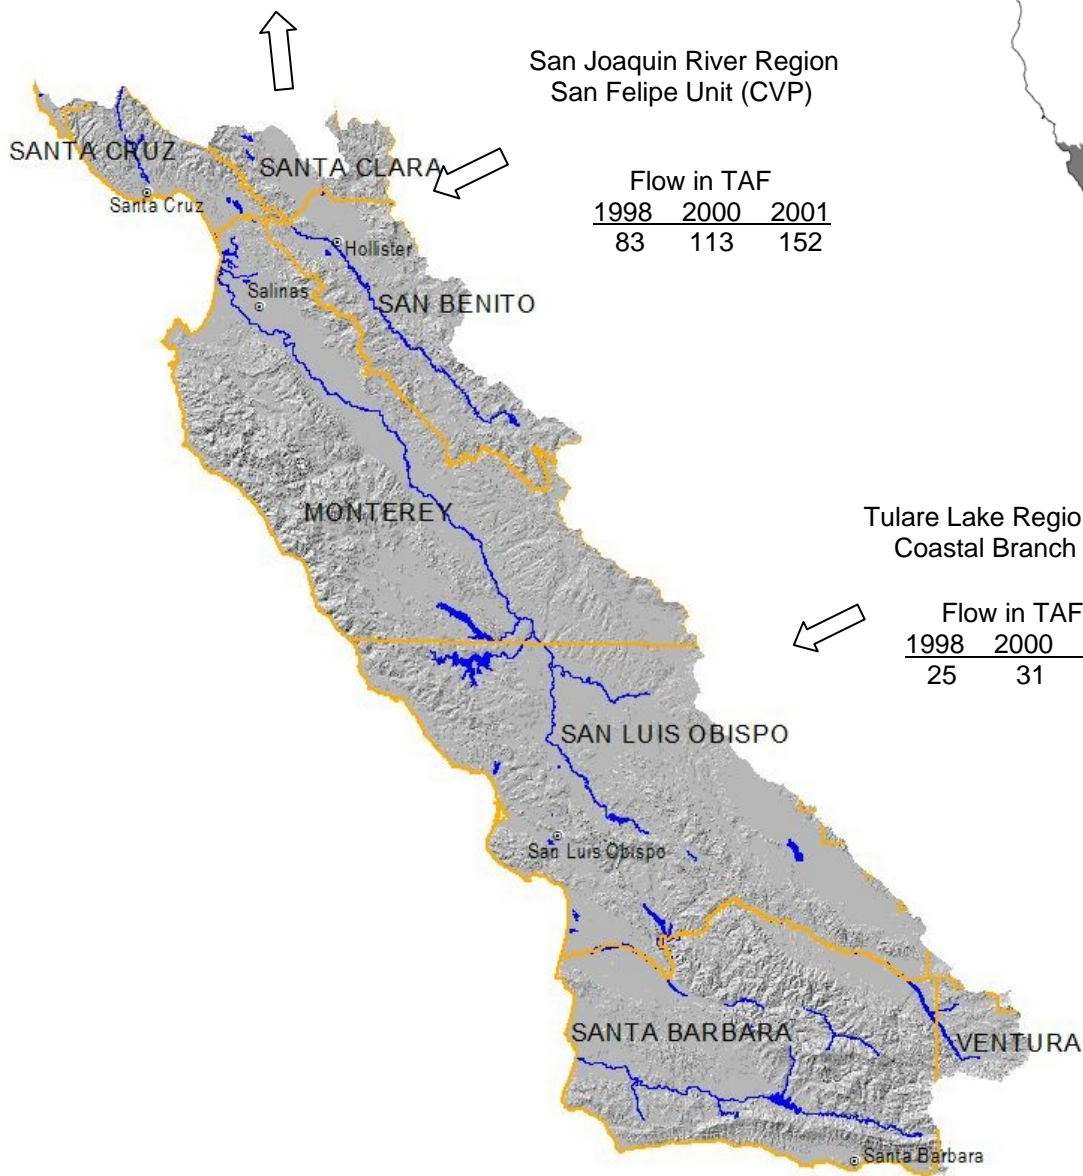 San Joaquin River Region
San Felipe Unit (CVP)
SANTA CRUZ
SANTA CLARA
Flow in TAF
1998 2000 2001
83 113 152
Santa Cruz
Hollister
Salinas
SAN BENITO
MONTEREY
Tulare Lake Regio
Coastal Branch
Flow in TAF
1998 2000
25 31
SAN LUIS OBISPO
San Luis Obispo
SANTA BARBARA
VENTURA
Santa Barbara